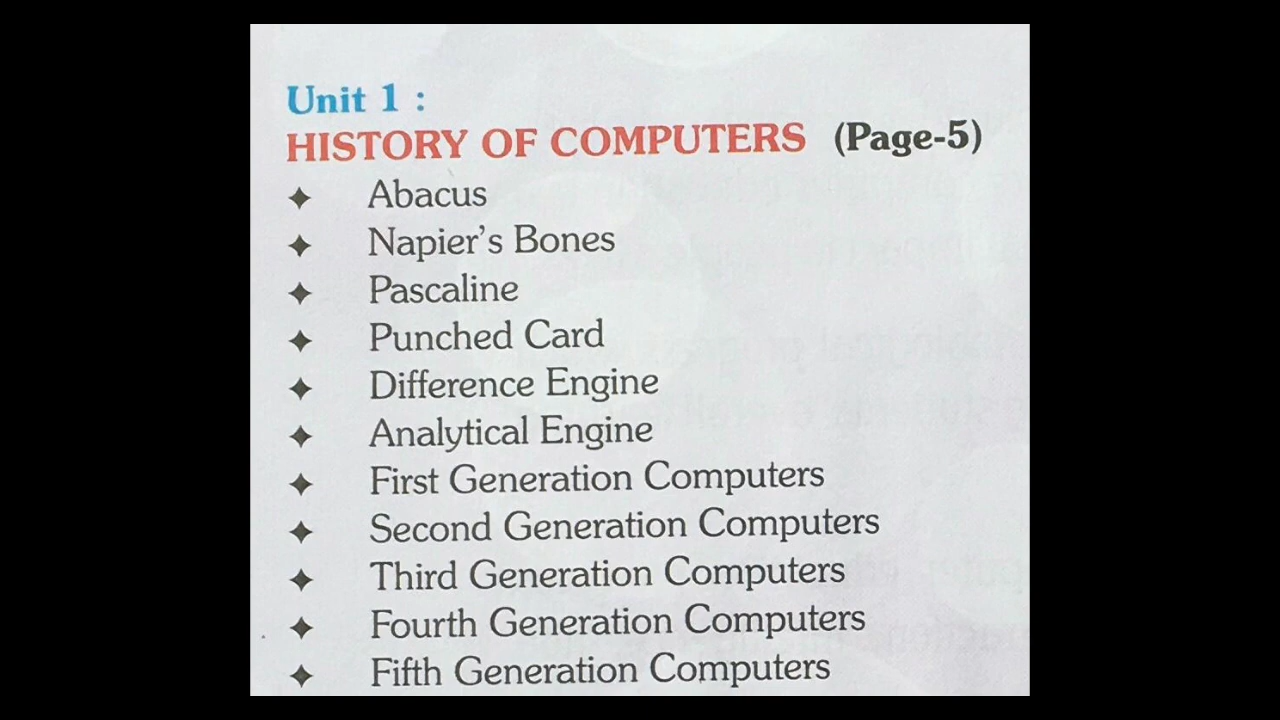 Unit 1 :
HISTORY OF COMPUTERS (Page-5)
✦ Abacus
✦ Napier's Bones
✦ Pascaline
✦ Punched Card
✦ Difference Engine
✦ Analytical Engine
✦ First Generation Computers
✦ Second Generation Computers
✦ Third Generation Computers
✦ Fourth Generation Computers
✦ Fifth Generation Computers